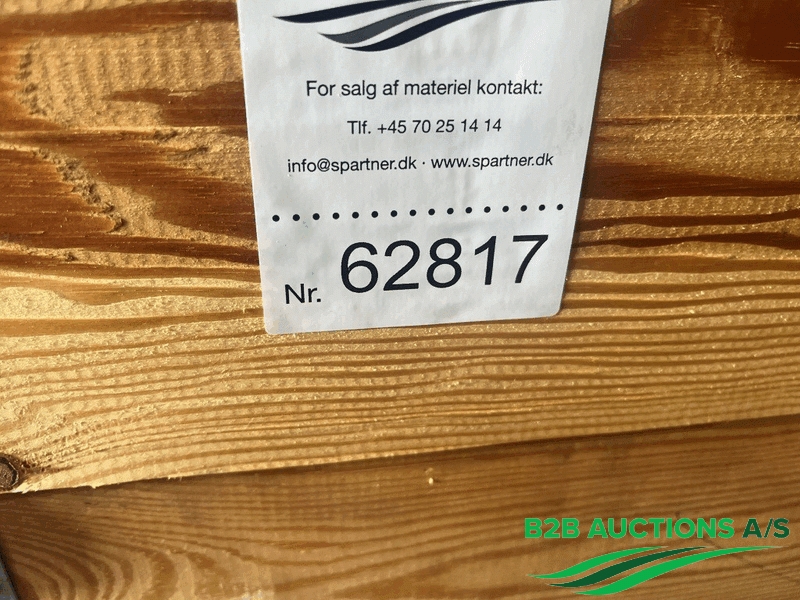 For salg af materiel kontakt:
Tlf. +45 70 25 14 14
info@spartner.dk · www.spartner.dk
Nr. 62817
B2B AUCTIONS A/S